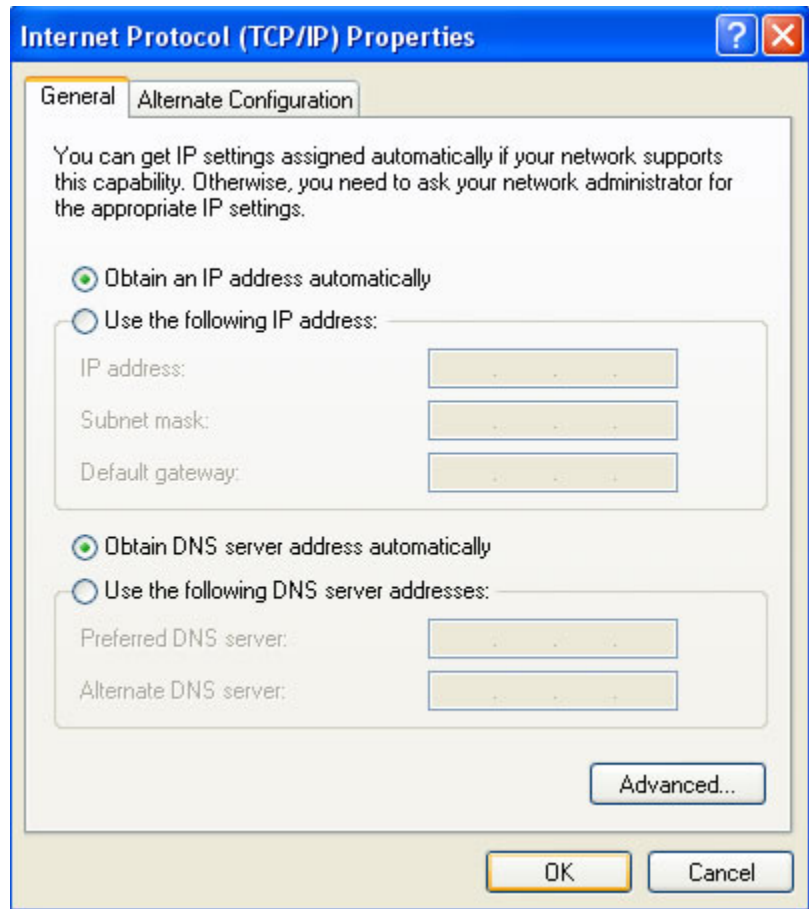 Internet Protocol (TCP/IP) Properties
?
General
Alternate Configuration
You can get IP settings assigned automatically if your network supports
this capability. Otherwise, you need to ask your network administrator for
the appropriate IP settings.
Obtain an IP address automatically
Use the following IP address:
IP address:
Subnet mask:
Default gateway:
Obtain DNS server address automatically
Use the following DNS server addresses:
Preferred DNS server:
Alternate DNS server:
Advanced...
OK
Cancel